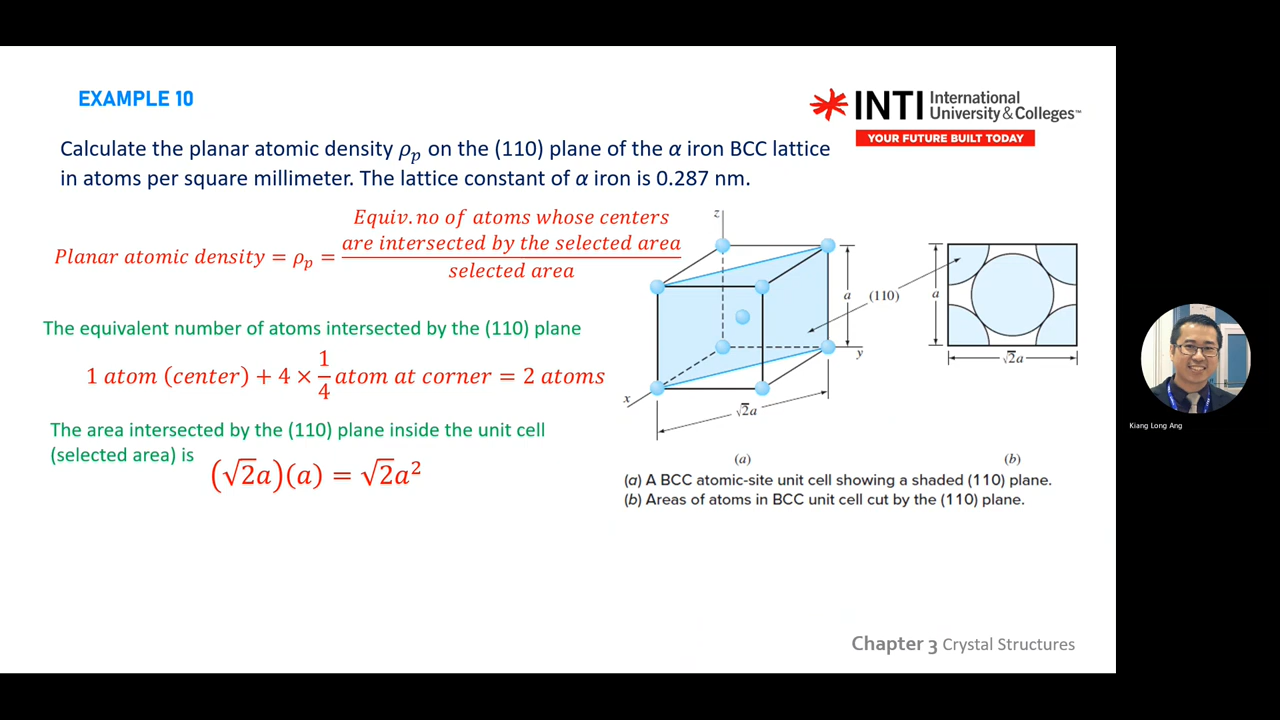 EXAMPLE 10
INTI International
University & Colleges™
YOUR FUTURE BUILT TODAY
Calculate the planar atomic density ρₚ on the (110) plane of the α iron BCC lattice
in atoms per square millimeter. The lattice constant of α iron is 0.287 nm.
Planar atomic density = ρₚ = Equiv. no of atoms whose centers
are intersected by the selected area
selected area
The equivalent number of atoms intersected by the (110) plane
1 atom (center) + 4 × 1/4 atom at corner = 2 atoms
The area intersected by the (110) plane inside the unit cell
(selected area) is
(√2a)(a) = √2a²
z
a
(110)
y
x
√2a
(a)
a
√2a
(b)
(a) A BCC atomic-site unit cell showing a shaded (110) plane.
(b) Areas of atoms in BCC unit cell cut by the (110) plane.
Chapter 3 Crystal Structures
Kiang Long Ang